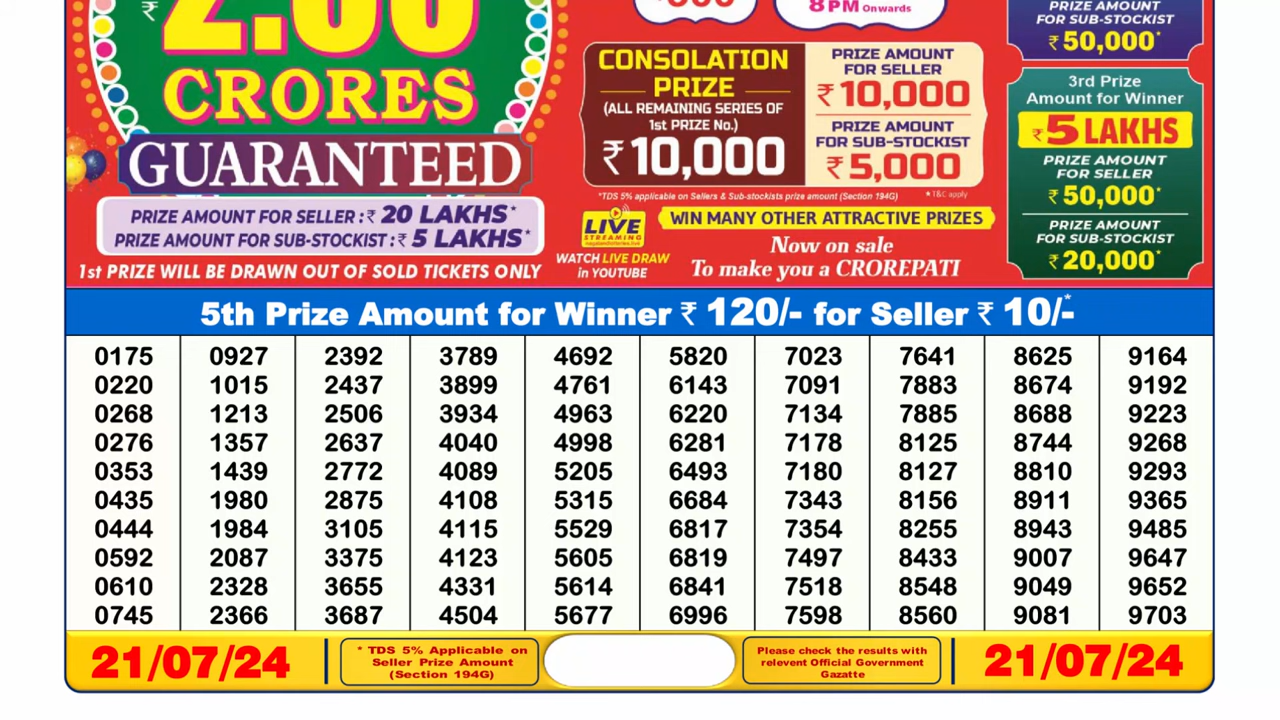 CRORES
GUARANTEED
PRIZE AMOUNT FOR SELLER : ₹ 20 LAKHS*
PRIZE AMOUNT FOR SUB-STOCKIST : ₹ 5 LAKHS*
1st PRIZE WILL BE DRAWN OUT OF SOLD TICKETS ONLY
8 PM Onwards
CONSOLATION
PRIZE
(ALL REMAINING SERIES OF
1st PRIZE No.)
₹ 10,000
PRIZE AMOUNT
FOR SELLER
₹ 10,000
PRIZE AMOUNT
FOR SUB-STOCKIST
₹ 5,000
*TDS 5% applicable on Sellers & Sub-stockists prize amount (Section 194G)
*T&C apply
LIVE
STREAMING
WATCH LIVE DRAW
in YOUTUBE
WIN MANY OTHER ATTRACTIVE PRIZES
Now on sale
To make you a CROREPATI
PRIZE AMOUNT
FOR SUB-STOCKIST
₹ 50,000*
3rd Prize
Amount for Winner
₹ 5 LAKHS
PRIZE AMOUNT
FOR SELLER
₹ 50,000*
PRIZE AMOUNT
FOR SUB-STOCKIST
₹ 20,000*
5th Prize Amount for Winner ₹ 120/- for Seller ₹ 10/-*
0175 0927 2392 3789 4692 5820 7023 7641 8625 9164
0220 1015 2437 3899 4761 6143 7091 7883 8674 9192
0268 1213 2506 3934 4963 6220 7134 7885 8688 9223
0276 1357 2637 4040 4998 6281 7178 8125 8744 9268
0353 1439 2772 4089 5205 6493 7180 8127 8810 9293
0435 1980 2875 4108 5315 6684 7343 8156 8911 9365
0444 1984 3105 4115 5529 6817 7354 8255 8943 9485
0592 2087 3375 4123 5605 6819 7497 8433 9007 9647
0610 2328 3655 4331 5614 6841 7518 8548 9049 9652
0745 2366 3687 4504 5677 6996 7598 8560 9081 9703
21/07/24
* TDS 5% Applicable on
Seller Prize Amount
(Section 194G)
Please check the results with
relevent Official Government
Gazatte
21/07/24